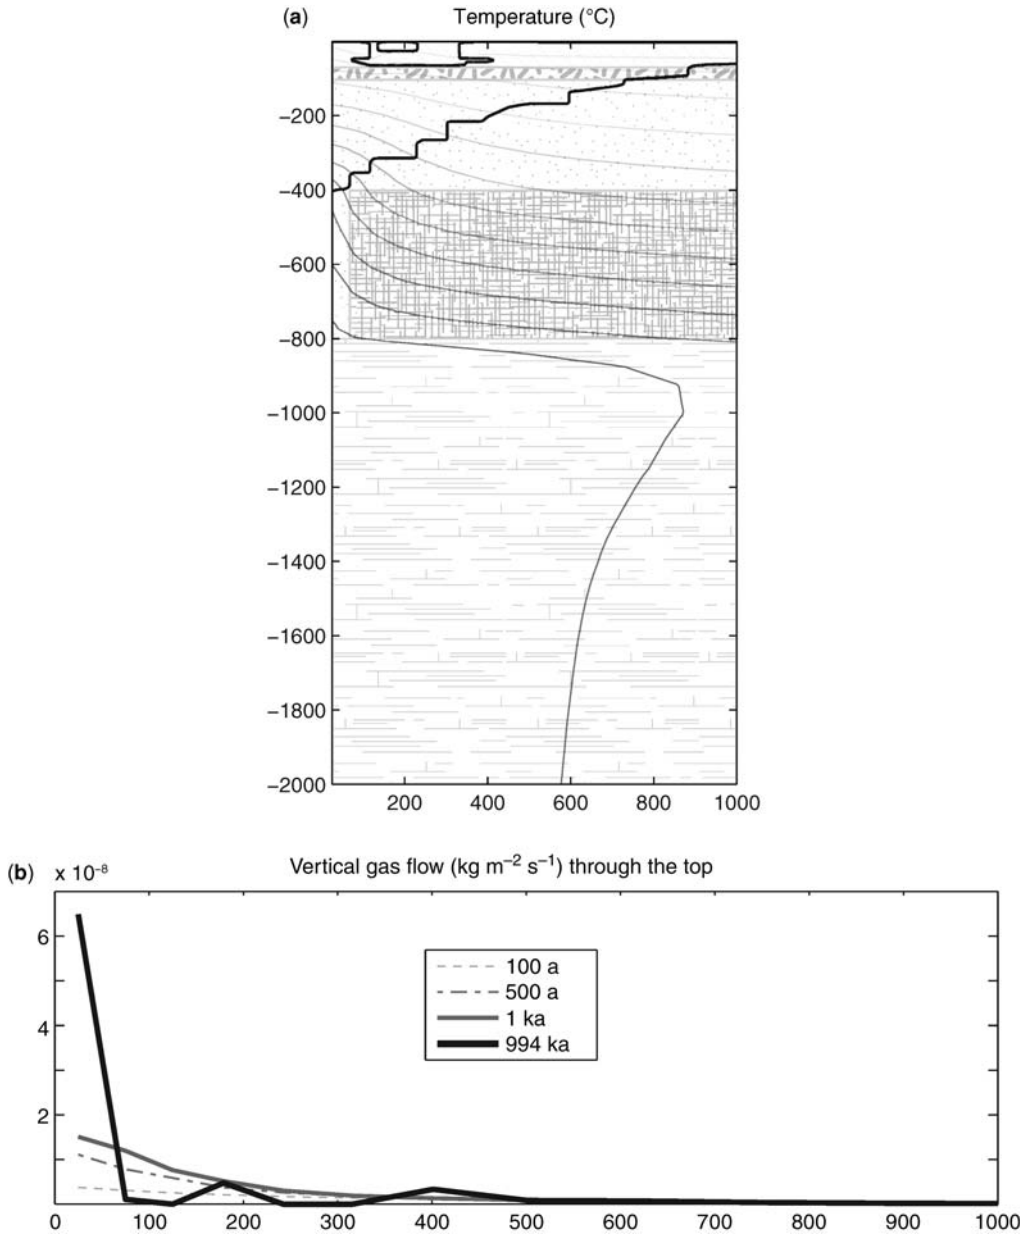 (a) Temperature (°C)
−200
−400
−600
−800
−1000
−1200
−1400
−1600
−1800
−2000
200 400 600 800 1000
(b) x 10⁻⁸ Vertical gas flow (kg m⁻² s⁻¹) through the top
6
4
2
100 a
500 a
1 ka
994 ka
0 100 200 300 400 500 600 700 800 900 1000